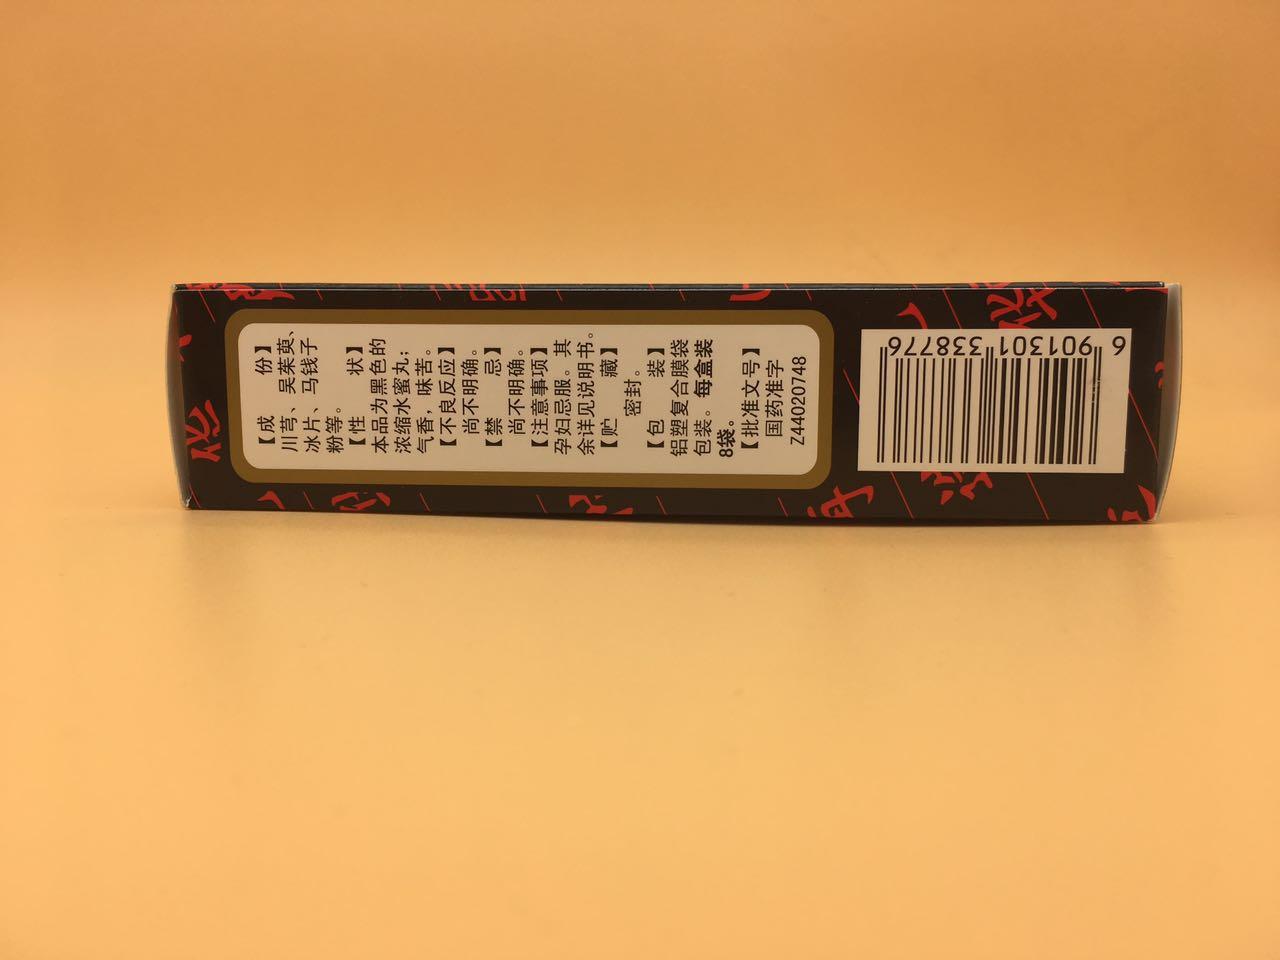 【成份】
川芎、吴茱萸、
冰片、马钱子
粉等。
【性状】
本品为黑色的
浓缩水蜜丸；
气香，味苦。
【不良反应】
尚不明确。
【禁忌】
尚不明确。
【注意事项】
孕妇忌服。其
余详见说明书。
【贮藏】
密封。
【包装】
铝塑复合膜袋
包装。每盒装
8袋。
【批准文号】
国药准字
Z44020748
6 901301 338776